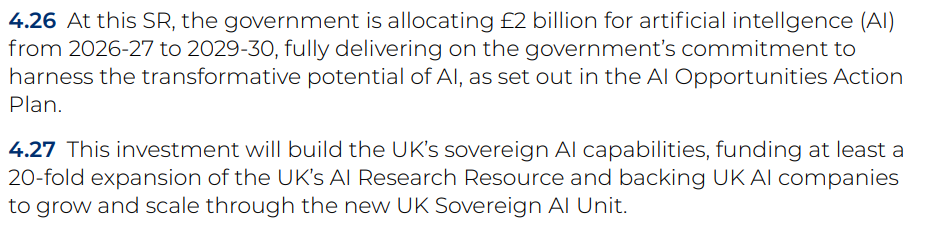 4.26 At this SR, the government is allocating £2 billion for artificial intellgence (AI)
from 2026-27 to 2029-30, fully delivering on the government's commitment to
harness the transformative potential of AI, as set out in the AI Opportunities Action
Plan.
4.27 This investment will build the UK's sovereign AI capabilities, funding at least a
20-fold expansion of the UK's AI Research Resource and backing UK AI companies
to grow and scale through the new UK Sovereign AI Unit.